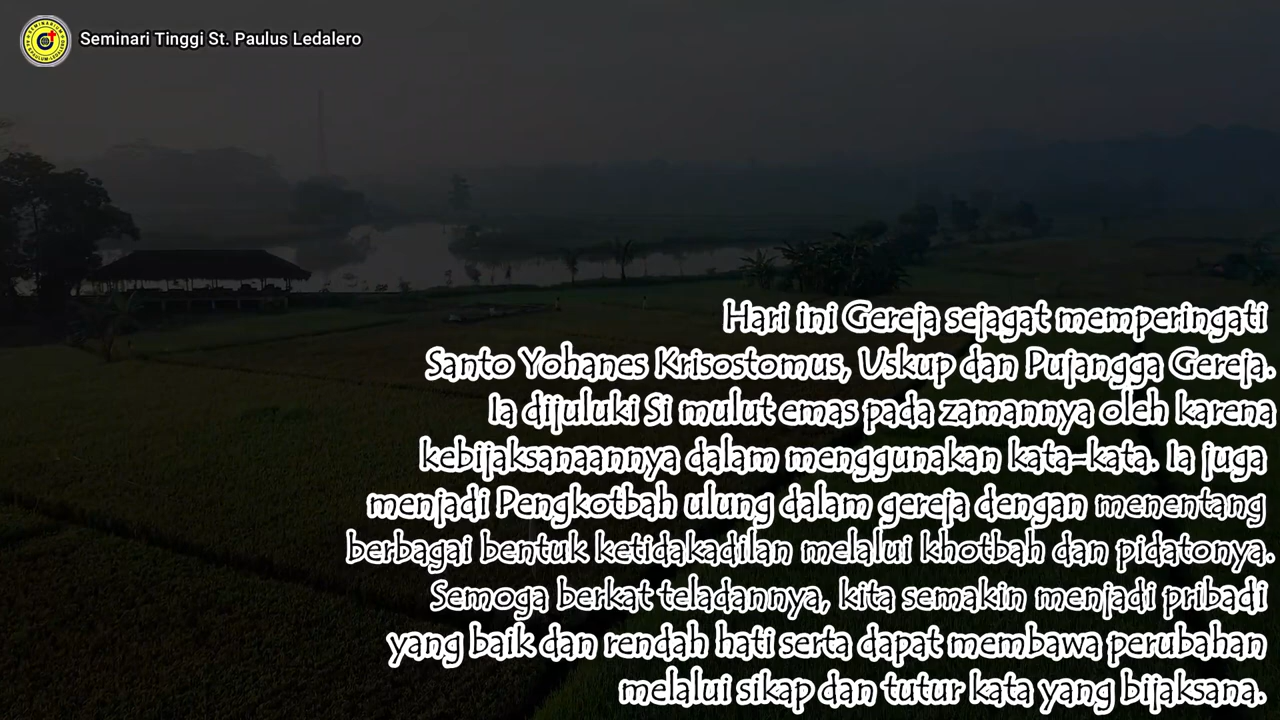 Seminari Tinggi St. Paulus Ledalero
Hari ini Gereja sejagat memperingati
Santo Yohanes Krisostomus, Uskup dan Pujangga Gereja.
Ia dijuluki Si mulut emas pada zamannya oleh karena
kebijaksanaannya dalam menggunakan kata-kata. Ia juga
menjadi Pengkotbah ulung dalam gereja dengan menentang
berbagai bentuk ketidakadilan melalui khotbah dan pidatonya.
Semoga berkat teladannya, kita semakin menjadi pribadi
yang baik dan rendah hati serta dapat membawa perubahan
melalui sikap dan tutur kata yang bijaksana.